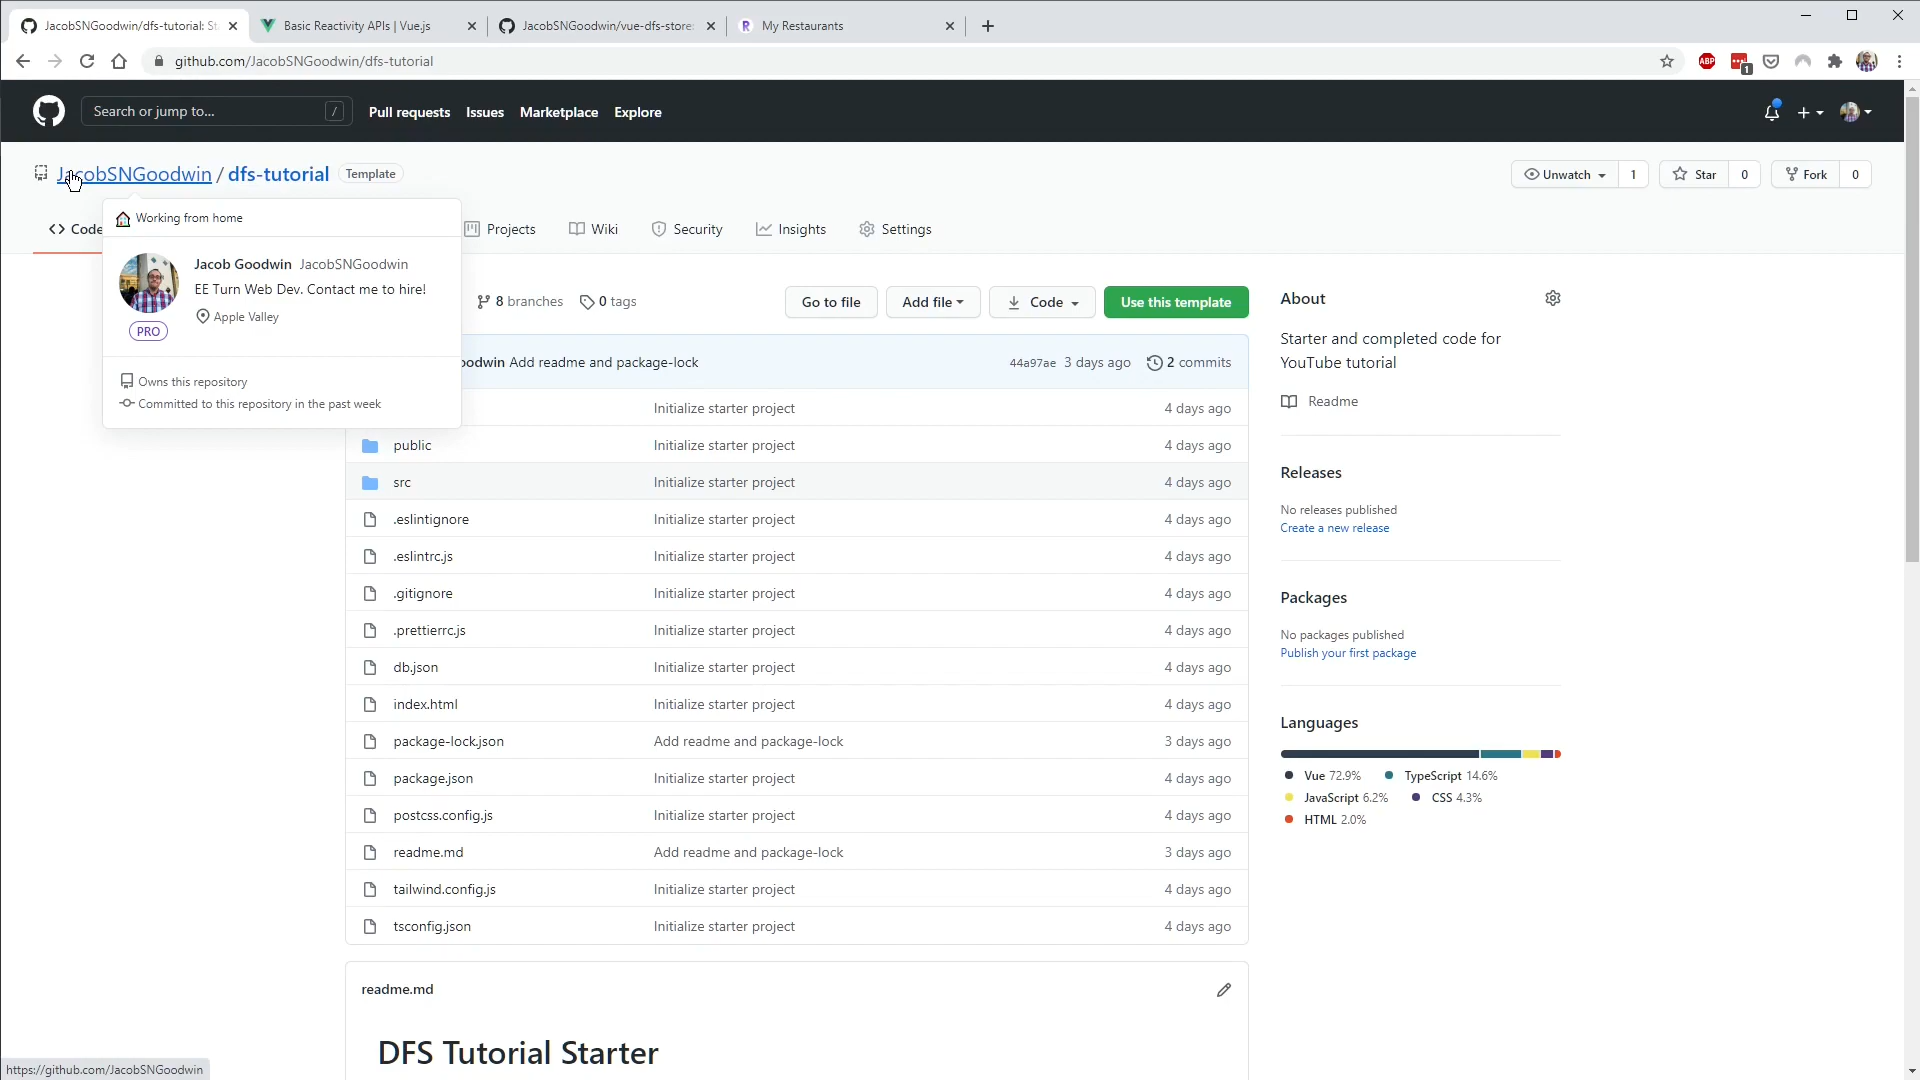 JacobSNGoodwin/dfs-tutorial: St
Basic Reactivity APIs | Vue.js
JacobSNGoodwin/vue-dfs-store:
R My Restaurants
github.com/JacobSNGoodwin/dfs-tutorial
ABP
1
Search or jump to... /
Pull requests
Issues
Marketplace
Explore
JacobSNGoodwin / dfs-tutorial
Template
Unwatch 1
Star 0
Fork 0
Code
Projects
Wiki
Security
Insights
Settings
Working from home
Jacob Goodwin JacobSNGoodwin
EE Turn Web Dev. Contact me to hire!
Apple Valley
PRO
Owns this repository
Committed to this repository in the past week
8 branches
0 tags
Go to file
Add file
Code
Use this template
oodwin Add readme and package-lock 44a97ae 3 days ago 2 commits
Initialize starter project 4 days ago
public Initialize starter project 4 days ago
src Initialize starter project 4 days ago
.eslintignore Initialize starter project 4 days ago
.eslintrc.js Initialize starter project 4 days ago
.gitignore Initialize starter project 4 days ago
.prettierrc.js Initialize starter project 4 days ago
db.json Initialize starter project 4 days ago
index.html Initialize starter project 4 days ago
package-lock.json Add readme and package-lock 3 days ago
package.json Initialize starter project 4 days ago
postcss.config.js Initialize starter project 4 days ago
readme.md Add readme and package-lock 3 days ago
tailwind.config.js Initialize starter project 4 days ago
tsconfig.json Initialize starter project 4 days ago
readme.md
DFS Tutorial Starter
About
Starter and completed code for
YouTube tutorial
Readme
Releases
No releases published
Create a new release
Packages
No packages published
Publish your first package
Languages
Vue 72.9% TypeScript 14.6%
JavaScript 6.2% CSS 4.3%
HTML 2.0%
https://github.com/JacobSNGoodwin